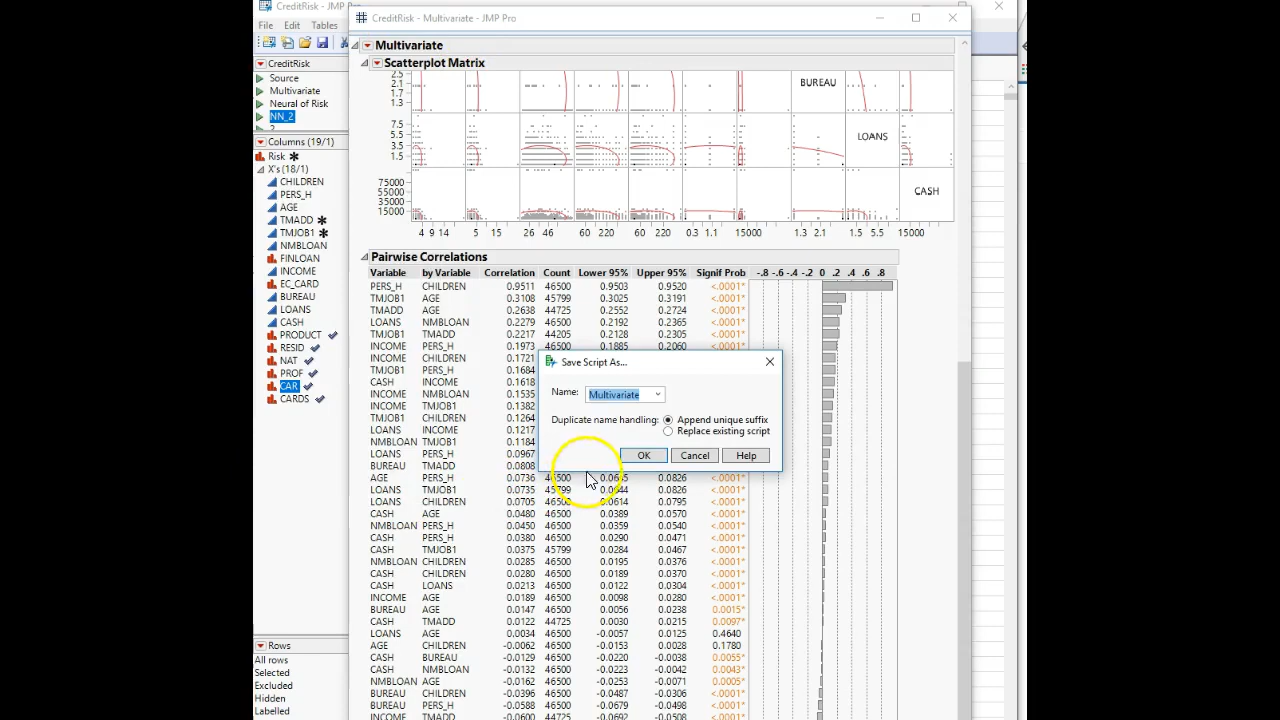 CreditRisk - JMP Pro
File Edit Tables
CreditRisk
Source
Multivariate
Neural of Risk
NN_2
Columns (19/1)
Risk
X's (18/1)
CHILDREN
PERS_H
AGE
TMADD
TMJOB1
NMBLOAN
FINLOAN
INCOME
EC_CARD
BUREAU
LOANS
CASH
PRODUCT
RESID
NAT
PROF
CAR
CARDS
Rows
All rows
Selected
Excluded
Hidden
Labelled
CreditRisk - Multivariate - JMP Pro
Multivariate
Scatterplot Matrix
2.5
2.1
1.7
1.3
BUREAU
7.5
5.5
3.5
1.5
LOANS
75000
55000
35000
15000
CASH
4 9 14 5 15 26 46 60 220 60 220 0.3 1.1 15000 1.3 2.1 1.5 5.5 15000
Pairwise Correlations
Variable by Variable Correlation Count Lower 95% Upper 95% Signif Prob -.8 -.6 -.4 -.2 0 .2 .4 .6 .8
PERS_H CHILDREN 0.9511 46500 0.9503 0.9520 <.0001*
TMJOB1 AGE 0.3108 45799 0.3025 0.3191 <.0001*
TMADD AGE 0.2638 44725 0.2552 0.2724 <.0001*
LOANS NMBLOAN 0.2279 46500 0.2192 0.2365 <.0001*
TMJOB1 TMADD 0.2217 44205 0.2128 0.2305 <.0001*
INCOME PERS_H 0.1973 46500 0.1885 0.2060 <.0001*
INCOME CHILDREN 0.1721
TMJOB1 PERS_H 0.1684
CASH INCOME 0.1618
INCOME NMBLOAN 0.1535
INCOME TMJOB1 0.1382
TMJOB1 CHILDREN 0.1264
LOANS INCOME 0.1217
NMBLOAN TMJOB1 0.1184
LOANS PERS_H 0.0967
BUREAU TMADD 0.0808
AGE PERS_H 0.0736 46500 0.0826 <.0001*
LOANS TMJOB1 0.0735 45799 0.0826 <.0001*
LOANS CHILDREN 0.0705 46500 0.0614 0.0795 <.0001*
CASH AGE 0.0480 46500 0.0389 0.0570 <.0001*
NMBLOAN PERS_H 0.0450 46500 0.0359 0.0540 <.0001*
CASH PERS_H 0.0380 46500 0.0290 0.0471 <.0001*
CASH TMJOB1 0.0375 45799 0.0284 0.0467 <.0001*
NMBLOAN CHILDREN 0.0285 46500 0.0195 0.0376 <.0001*
CASH CHILDREN 0.0280 46500 0.0189 0.0370 <.0001*
CASH LOANS 0.0213 46500 0.0122 0.0304 <.0001*
INCOME AGE 0.0189 46500 0.0098 0.0280 <.0001*
BUREAU AGE 0.0147 46500 0.0056 0.0238 0.0015*
CASH TMADD 0.0122 44725 0.0030 0.0215 0.0097*
LOANS AGE 0.0034 46500 -0.0057 0.0125 0.4640
AGE CHILDREN -0.0062 46500 -0.0153 0.0028 0.1780
CASH BUREAU -0.0129 46500 -0.0220 -0.0038 0.0055*
CASH NMBLOAN -0.0132 46500 -0.0223 -0.0042 0.0043*
NMBLOAN AGE -0.0162 46500 -0.0253 -0.0071 0.0005*
BUREAU CHILDREN -0.0396 46500 -0.0487 -0.0306 <.0001*
BUREAU PERS_H -0.0588 46500 -0.0679 -0.0498 <.0001*
INCOME TMADD -0.0600 44725 -0.0692 -0.0508 <.0001*
Save Script As...
Name: Multivariate
Duplicate name handling: Append unique suffix
Replace existing script
OK Cancel Help